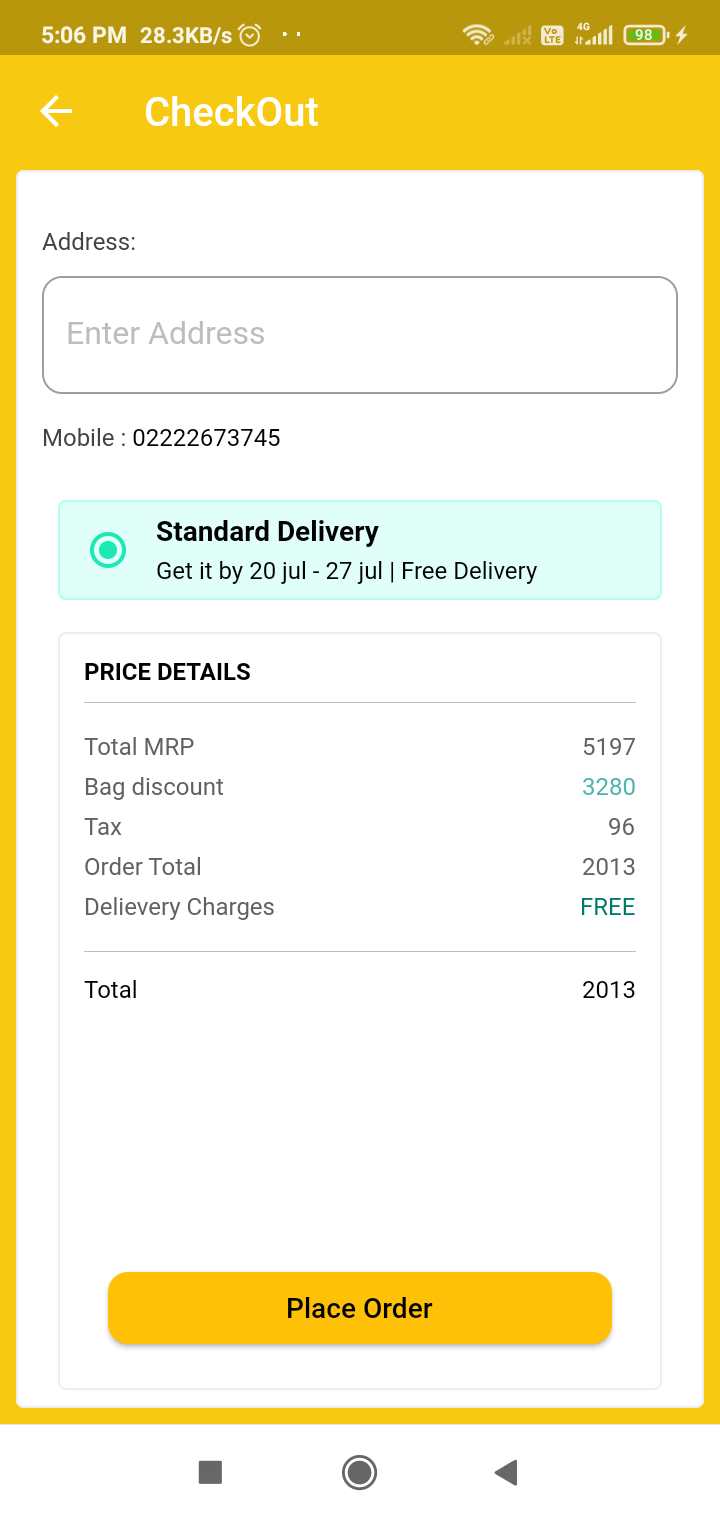 5:06 PM 28.3KB/s
Vo LTE 4G 98
CheckOut
Address:
Enter Address
Mobile : 02222673745
Standard Delivery
Get it by 20 jul - 27 jul | Free Delivery
PRICE DETAILS
Total MRP 5197
Bag discount 3280
Tax 96
Order Total 2013
Delievery Charges FREE
Total 2013
Place Order